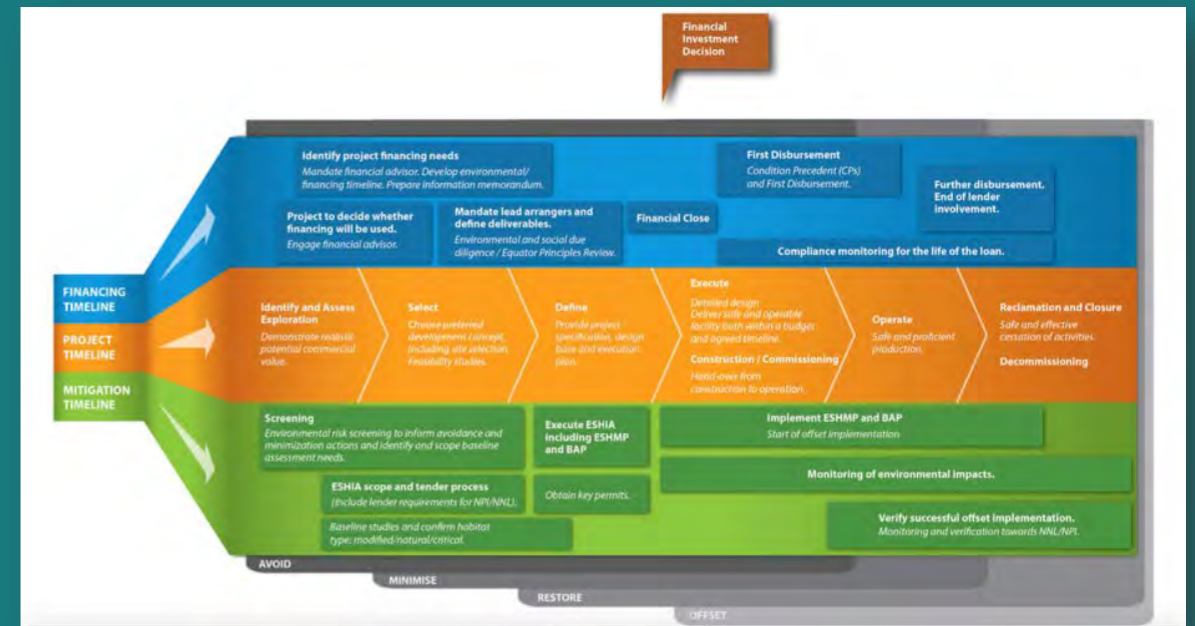 Financial
Investment
Decision
Identify project financing needs
Mandate financial advisor. Develop environmental/
financing timeline. Prepare information memorandum.
First Disbursement
Condition Precedent (CPs)
and First Disbursement.
Further disbursement.
End of lender
involvement.
Project to decide whether
financing will be used.
Engage financial advisor.
Mandate lead arrangers and
define deliverables.
Environmental and social due
diligence / Equator Principles Review.
Financial Close
Compliance monitoring for the life of the loan.
FINANCING
TIMELINE
PROJECT
TIMELINE
MITIGATION
TIMELINE
Identify and Assess
Exploration
Demonstrate realistic
potential commercial
value.
Select
Choose preferred
development concept,
including site selection,
Feasibility studies.
Define
Provide project
specification, design
base and execution
plan.
Execute
Detailed design
Deliver safe and operable
facility both within a budget
and agreed timeline.
Construction / Commissioning
Hand-over from
construction to operation.
Operate
Safe and proficient
production.
Reclamation and Closure
Safe and effective
cessation of activities.
Decommissioning
Screening
Environmental risk screening to inform avoidance and
minimization actions and identify and scope baseline
assessment needs.
Execute ESHIA
including ESHMP
and BAP
Implement ESHMP and BAP
Start of offset implementation
Monitoring of environmental impacts.
ESHIA scope and tender process
(Include lender requirements for NPI/NNL).
Obtain key permits.
Baseline studies and confirm habitat
type: modified/natural/critical.
Verify successful offset implementation.
Monitoring and verification towards NNL/NPI.
AVOID
MINIMISE
RESTORE
OFFSET